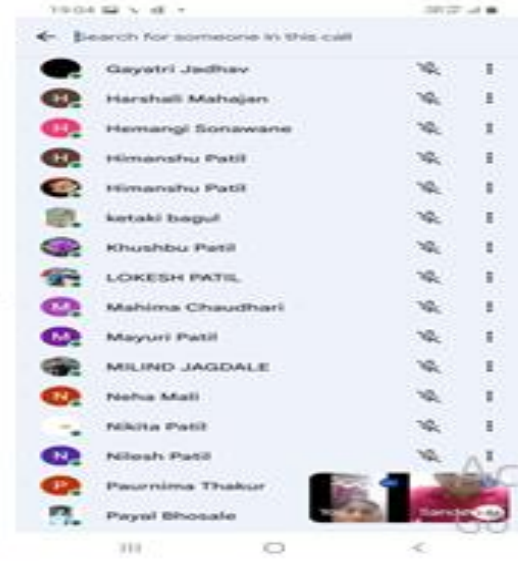 19:04
Search for someone in this call
Gayatri Jadhav
H Harshali Mahajan
H Hemangi Sonawane
H Himanshu Patil
Himanshu Patil
ketaki bagul
Khushbu Patil
LOKESH PATIL
M Mahima Chaudhari
M Mayuri Patil
MILIND JAGDALE
N Neha Mali
Nikita Patil
N Nilesh Patil
P Paurnima Thakur
Payal Bhosale